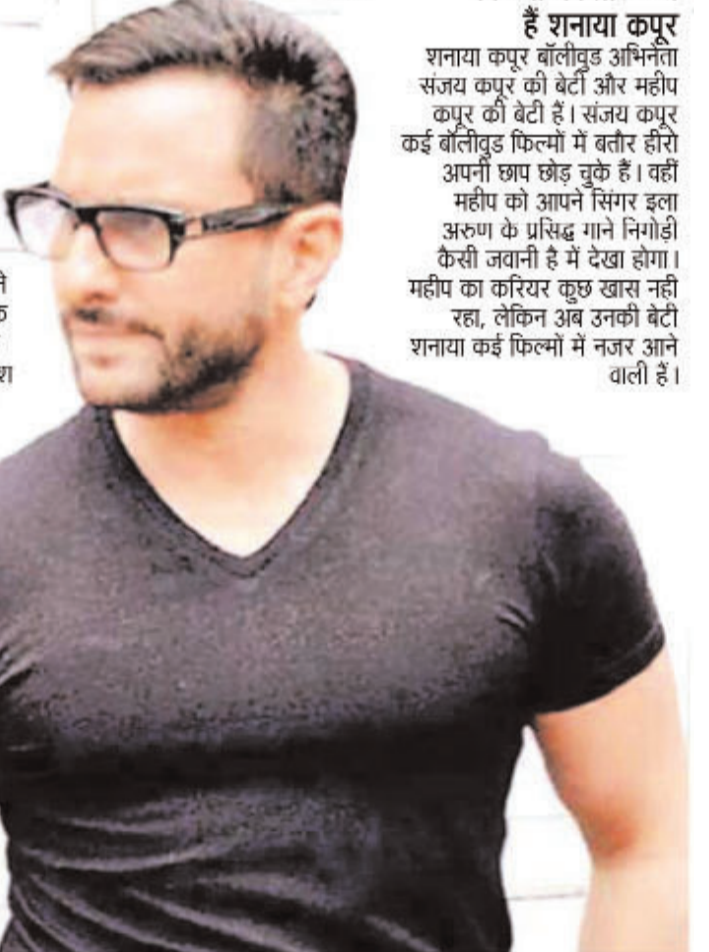 हैं शनाया कपूर
शनाया कपूर बॉलीवुड अभिनेता
संजय कपूर की बेटी और महीप
कपूर की बेटी हैं। संजय कपूर
कई बॉलीवुड फिल्मों में बतौर हीरो
अपनी छाप छोड़ चुके हैं। वहीं
महीप को आपने सिंगर इला
अरुण के प्रसिद्ध गाने निगोड़ी
कैसी जवानी है में देखा होगा।
महीप का करियर कुछ खास नही
रहा, लेकिन अब उनकी बेटी
शनाया कई फिल्मों में नजर आने
वाली हैं।